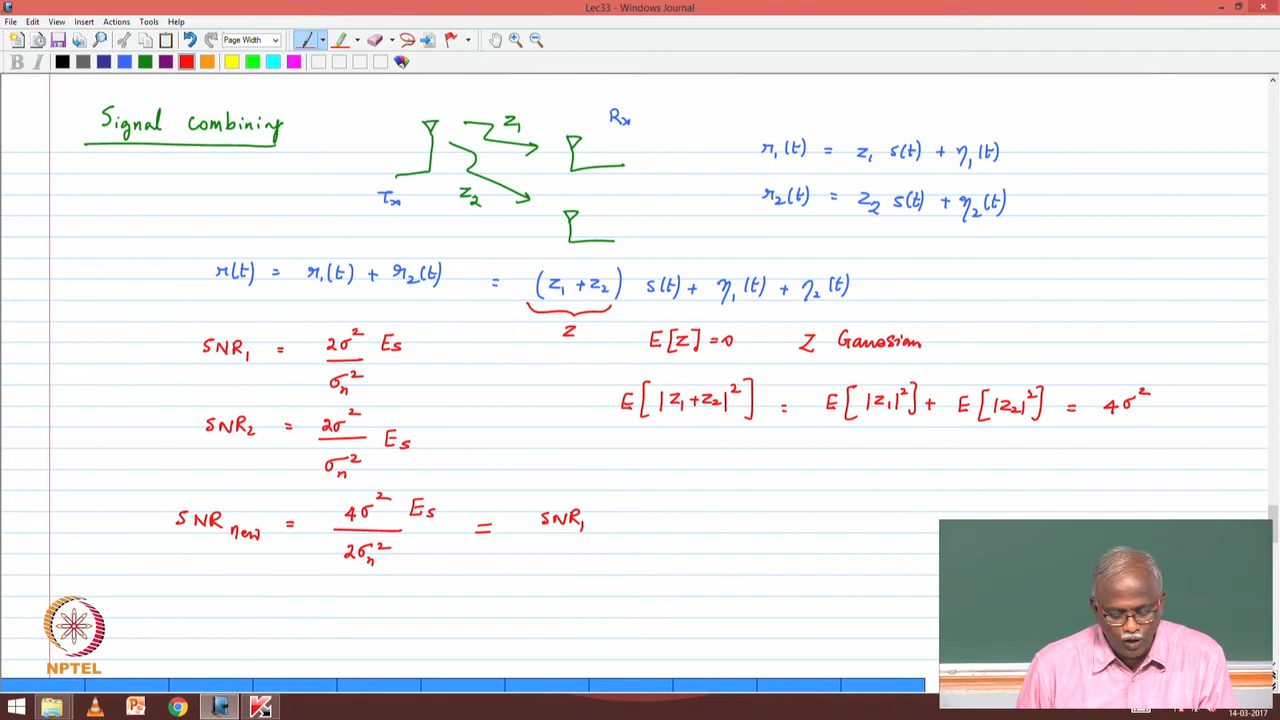 Lec33 - Windows Journal
File Edit View Insert Actions Tools Help
Page Width
Signal combining
Tx
z₁
z₂
Rx
r₁(t) = z₁ s(t) + η₁(t)
r₂(t) = z₂ s(t) + η₂(t)
r(t) = r₁(t) + r₂(t) = (z₁ + z₂) s(t) + η₁(t) + η₂(t)
z
E[z] = 0 Z Gaussian
SNR₁ = 2σ² / σₙ² Es
E[|z₁+z₂|²] = E[|z₁|²] + E[|z₂|²] = 4σ²
SNR₂ = 2σ² / σₙ² Es
SNR new = 4σ² / 2σₙ² Es = SNR₁
NPTEL
14-03-2017